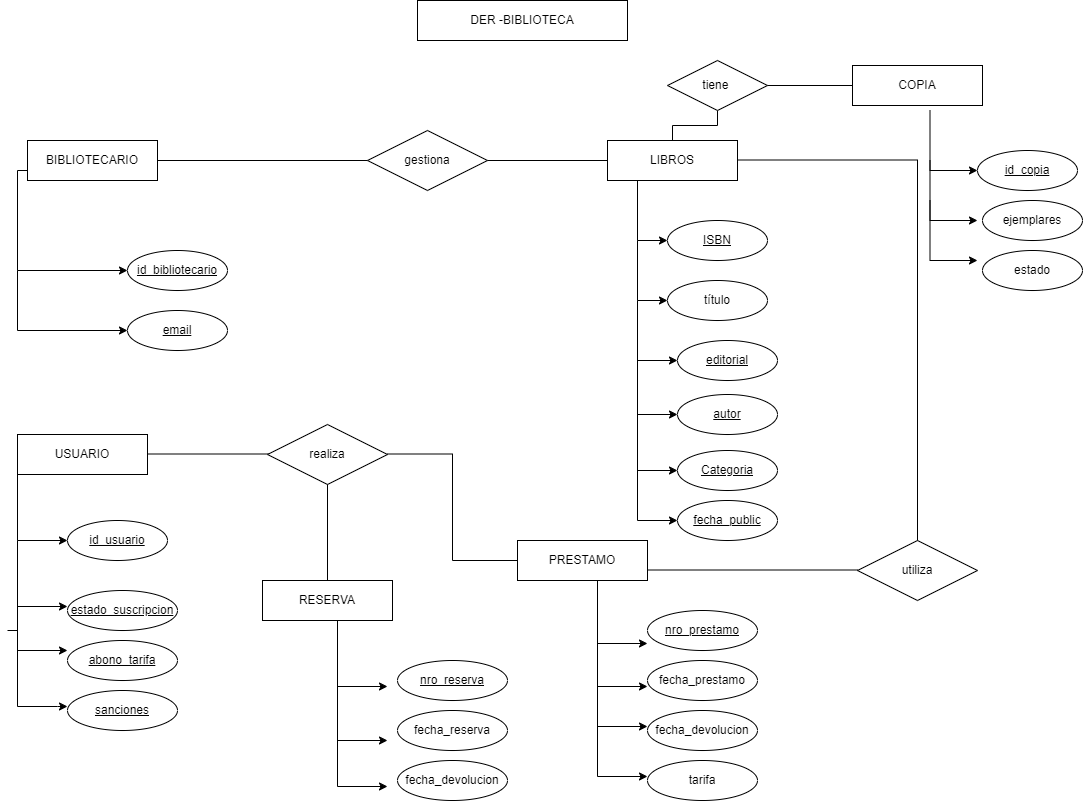 DER -BIBLIOTECA
tiene
COPIA
BIBLIOTECARIO
gestiona
LIBROS
id_copia
ejemplares
estado
ISBN
título
editorial
autor
Categoria
fecha_public
id_bibliotecario
email
USUARIO
realiza
id_usuario
estado_suscripcion
abono_tarifa
sanciones
RESERVA
nro_reserva
fecha_reserva
fecha_devolucion
PRESTAMO
utiliza
nro_prestamo
fecha_prestamo
fecha_devolucion
tarifa